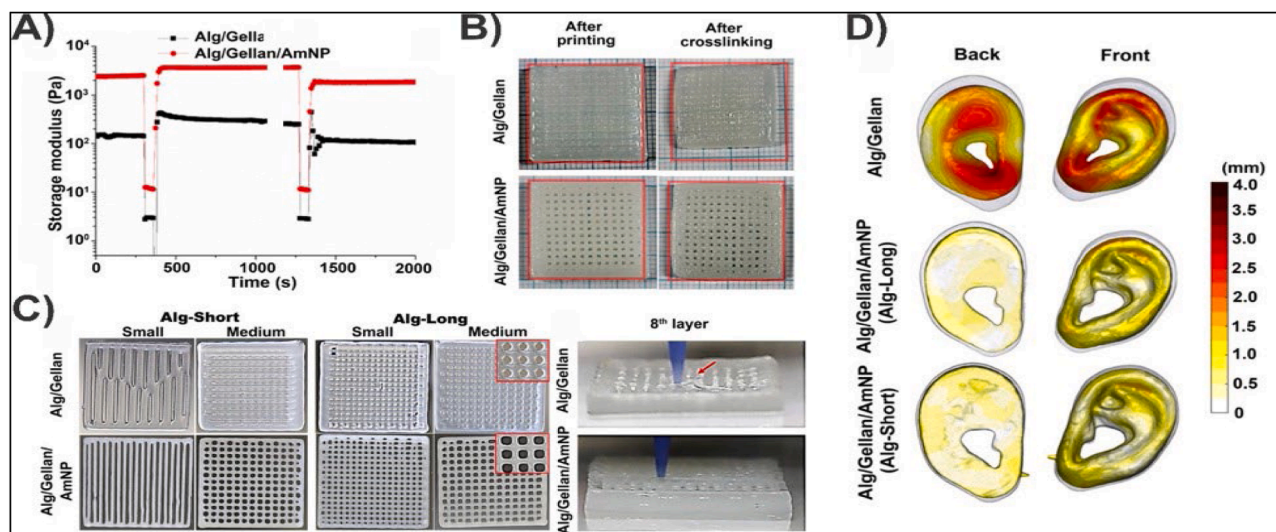 A)
Alg/Gella
Alg/Gellan/AmNP
Storage modulus (Pa)
10⁴
10³
10²
10¹
10⁰
0
500
1000
1500
2000
Time (s)
B)
After
printing
After
crosslinking
Alg/Gellan
Alg/Gellan/AmNP
C)
Alg-Short
Alg-Long
Small
Medium
Small
Medium
8th layer
Alg/Gellan
Alg/Gellan/
AmNP
Alg/Gellan
Alg/Gellan/AmNP
D)
Back
Front
Alg/Gellan
Alg/Gellan/AmNP
(Alg-Long)
Alg/Gellan/AmNP
(Alg-Short)
(mm)
4.0
3.5
3.0
2.5
2.0
1.5
1.0
0.5
0